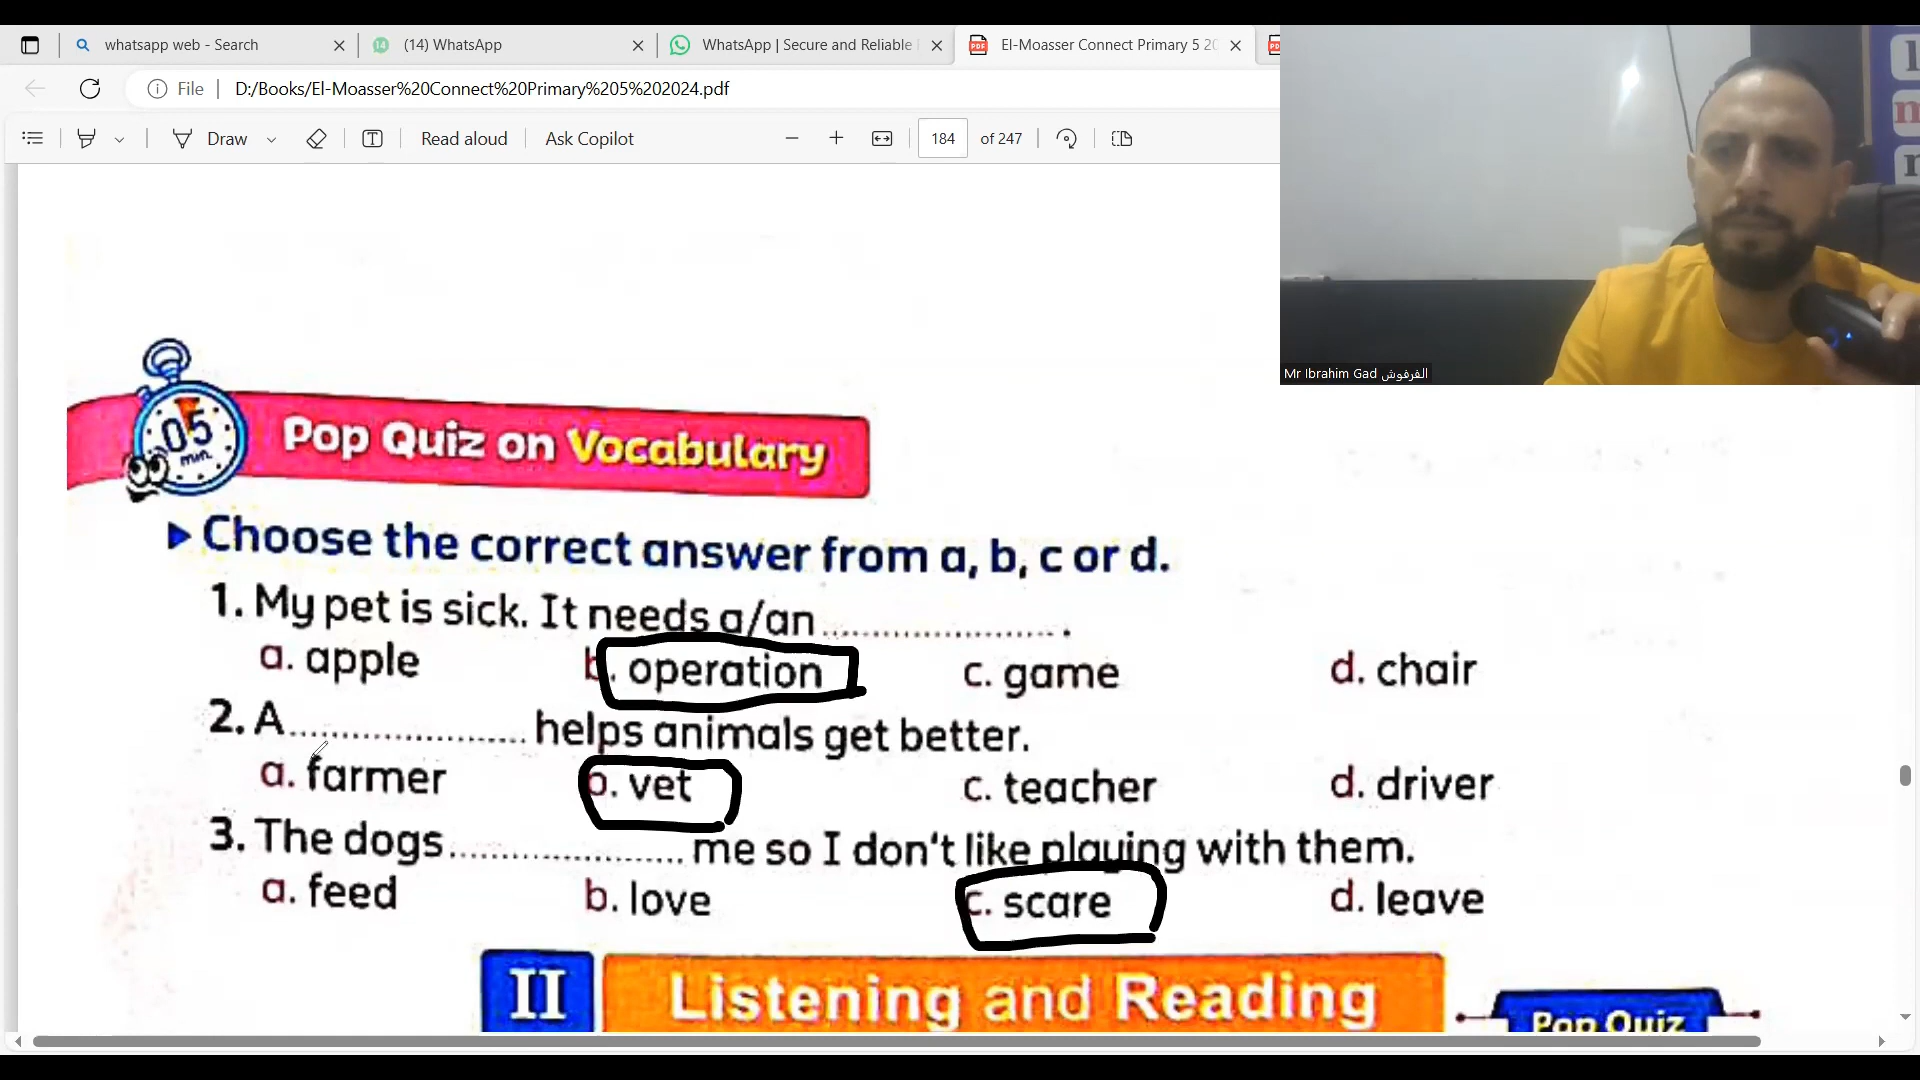 whatsapp web - Search
(14) WhatsApp
WhatsApp | Secure and Reliable
El-Moasser Connect Primary 5 20
File
D:/Books/El-Moasser%20Connect%20Primary%205%202024.pdf
Draw
Read aloud
Ask Copilot
184 of 247
Mr Ibrahim Gad الفرفوش
05
min.
Pop Quiz on Vocabulary
Choose the correct answer from a, b, c or d.
1. My pet is sick. It needs a/an .......................... .
a. apple b. operation c. game d. chair
2. A .......................... helps animals get better.
a. farmer b. vet c. teacher d. driver
3. The dogs .......................... me so I don't like playing with them.
a. feed b. love c. scare d. leave
II Listening and Reading
Pop Quiz